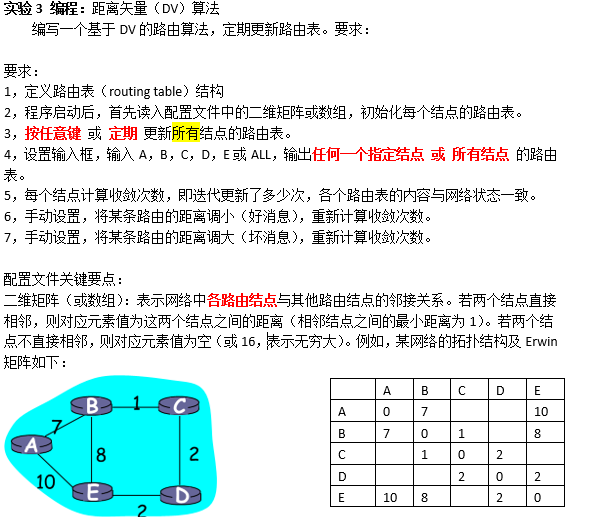 实验3 编程：距离矢量（DV）算法
编写一个基于DV的路由算法，定期更新路由表。要求：
要求：
1，定义路由表（routing table）结构
2，程序启动后，首先读入配置文件中的二维矩阵或数组，初始化每个结点的路由表。
3，按任意键 或 定期 更新所有结点的路由表。
4，设置输入框，输入A，B，C，D，E或ALL，输出任何一个指定结点 或 所有结点 的路由
表。
5，每个结点计算收敛次数，即迭代更新了多少次，各个路由表的内容与网络状态一致。
6，手动设置，将某条路由的距离调小（好消息），重新计算收敛次数。
7，手动设置，将某条路由的距离调大（坏消息），重新计算收敛次数。
配置文件关键要点：
二维矩阵（或数组）：表示网络中各路由结点与其他路由结点的邻接关系。若两个结点直接
相邻，则对应元素值为这两个结点之间的距离（相邻结点之间的最小距离为1）。若两个结
点不直接相邻，则对应元素值为空（或16，表示无穷大）。例如，某网络的拓扑结构及Erwin
矩阵如下：
B 1 C
7
A 8 2
10
E 2 D
A B C D E
A 0 7 10
B 7 0 1 8
C 1 0 2
D 2 0 2
E 10 8 2 0